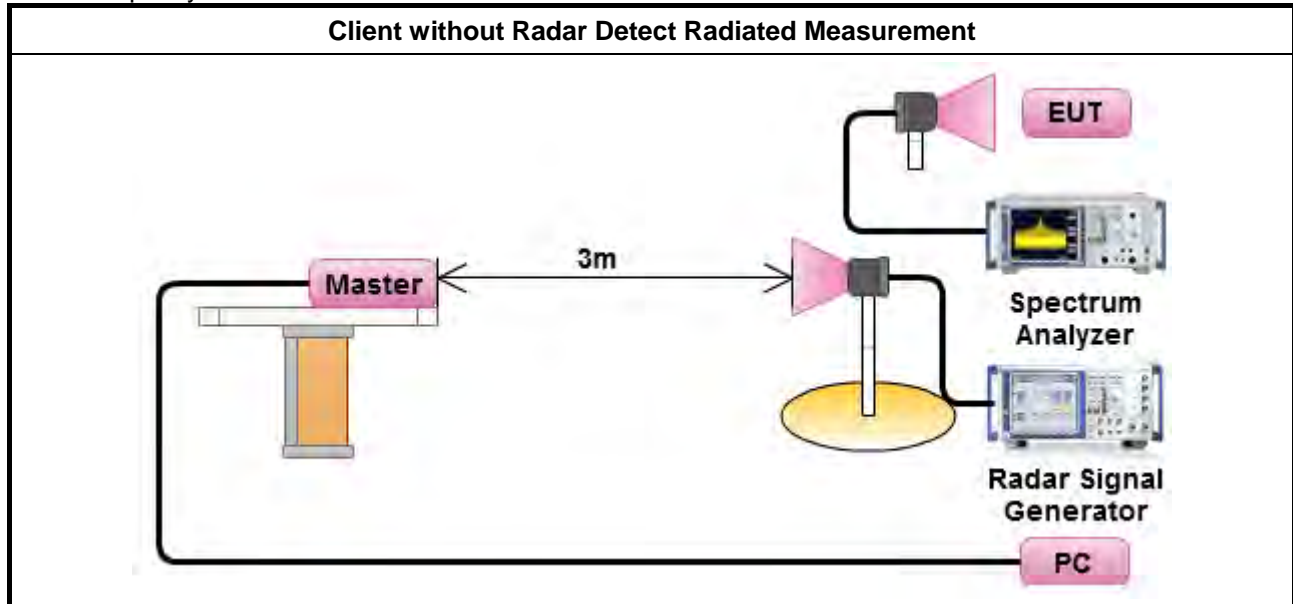 Client without Radar Detect Radiated Measurement
EUT
3m
Master
Spectrum
Analyzer
Radar Signal
Generator
PC